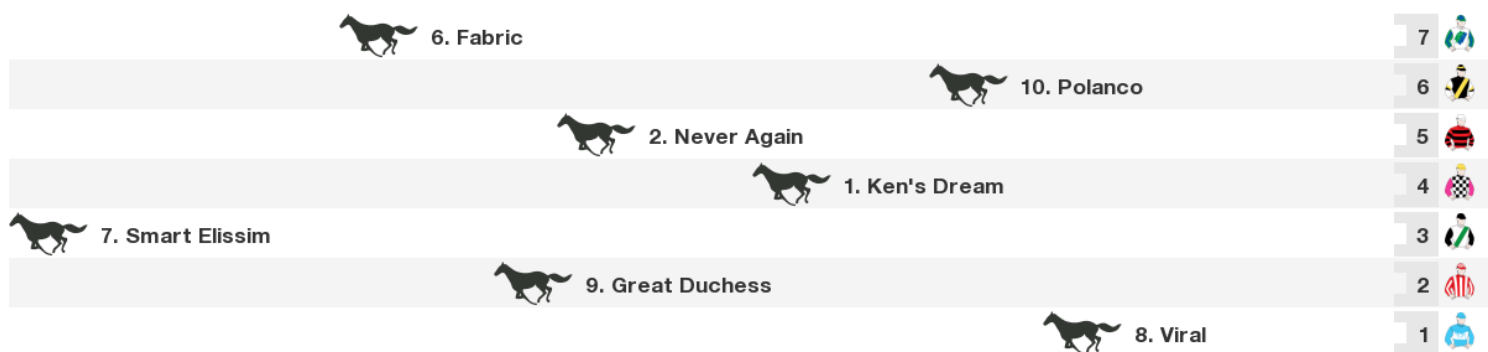 6. Fabric 7
10. Polanco 6
2. Never Again 5
1. Ken's Dream 4
7. Smart Elissim 3
9. Great Duchess 2
8. Viral 1